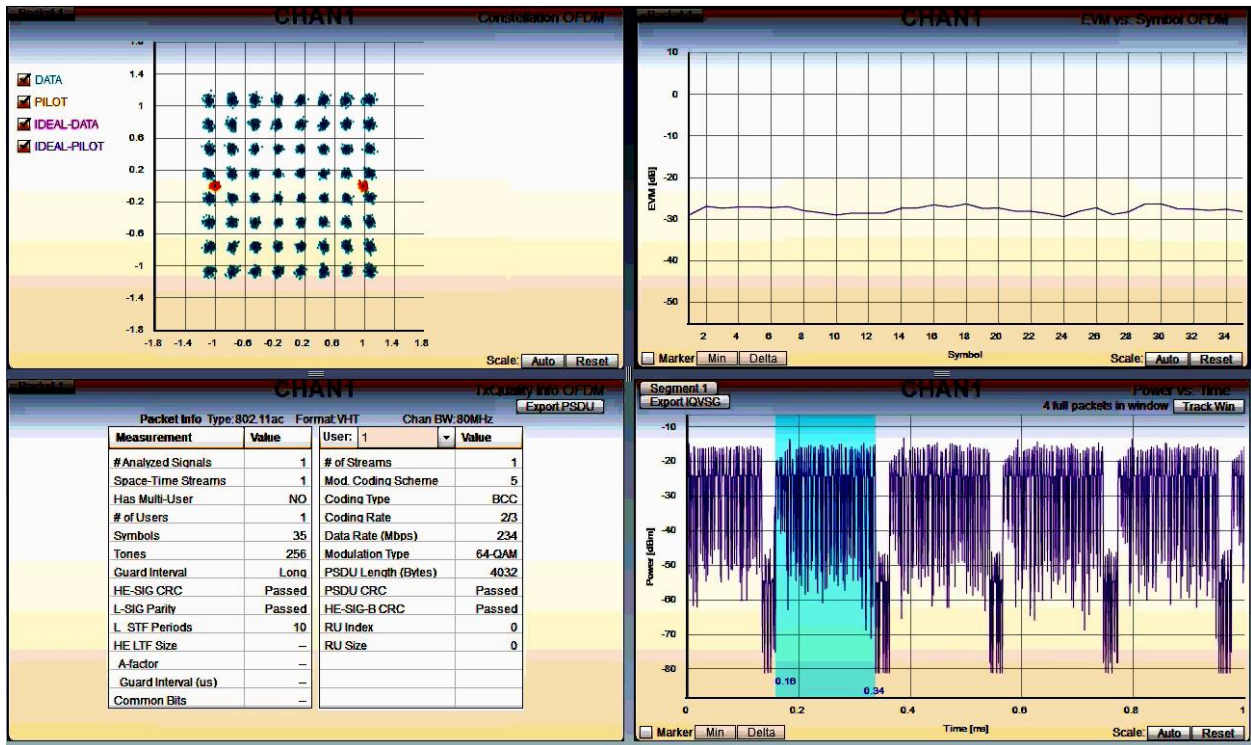 CHAN1 Constellation OFDM
DATA
PILOT
IDEAL-DATA
IDEAL-PILOT
1.8
1.4
1
0.6
0.2
-0.2
-0.6
-1
-1.4
-1.8
-1.8 -1.4 -1 -0.6 -0.2 0.2 0.6 1 1.4 1.8
Scale: Auto Reset
CHAN1 EVM vs. Symbol OFDM
10
0
-10
-20
-30
-40
-50
EVM [dB]
2 4 6 8 10 12 14 16 18 20 22 24 26 28 30 32 34
Symbol
Marker Min Delta Scale: Auto Reset
CHAN1 TxQuality Info OFDM
Export PSDU
Packet Info Type:802.11ac Format:VHT Chan BW:80MHz
Measurement Value User: 1 Value
# Analyzed Signals 1 # of Streams 1
Space-Time Streams 1 Mod. Coding Scheme 5
Has Multi-User NO Coding Type BCC
# of Users 1 Coding Rate 2/3
Symbols 35 Data Rate (Mbps) 234
Tones 256 Modulation Type 64-QAM
Guard Interval Long PSDU Length (Bytes) 4032
HE-SIG CRC Passed PSDU CRC Passed
L-SIG Parity Passed HE-SIG-B CRC Passed
L_STF Periods 10 RU Index 0
HE LTF Size -- RU Size 0
A-factor --
Guard Interval (us) --
Common Bits --
Segment 1 CHAN1 Power vs. Time
Export IQVSG 4 full packets in window Track Win
-10
-20
-30
-40
-50
-60
-70
-80
Power [dBm]
0.16
0.34
0 0.2 0.4 0.6 0.8 1
Time [ms]
Marker Min Delta Scale: Auto Reset